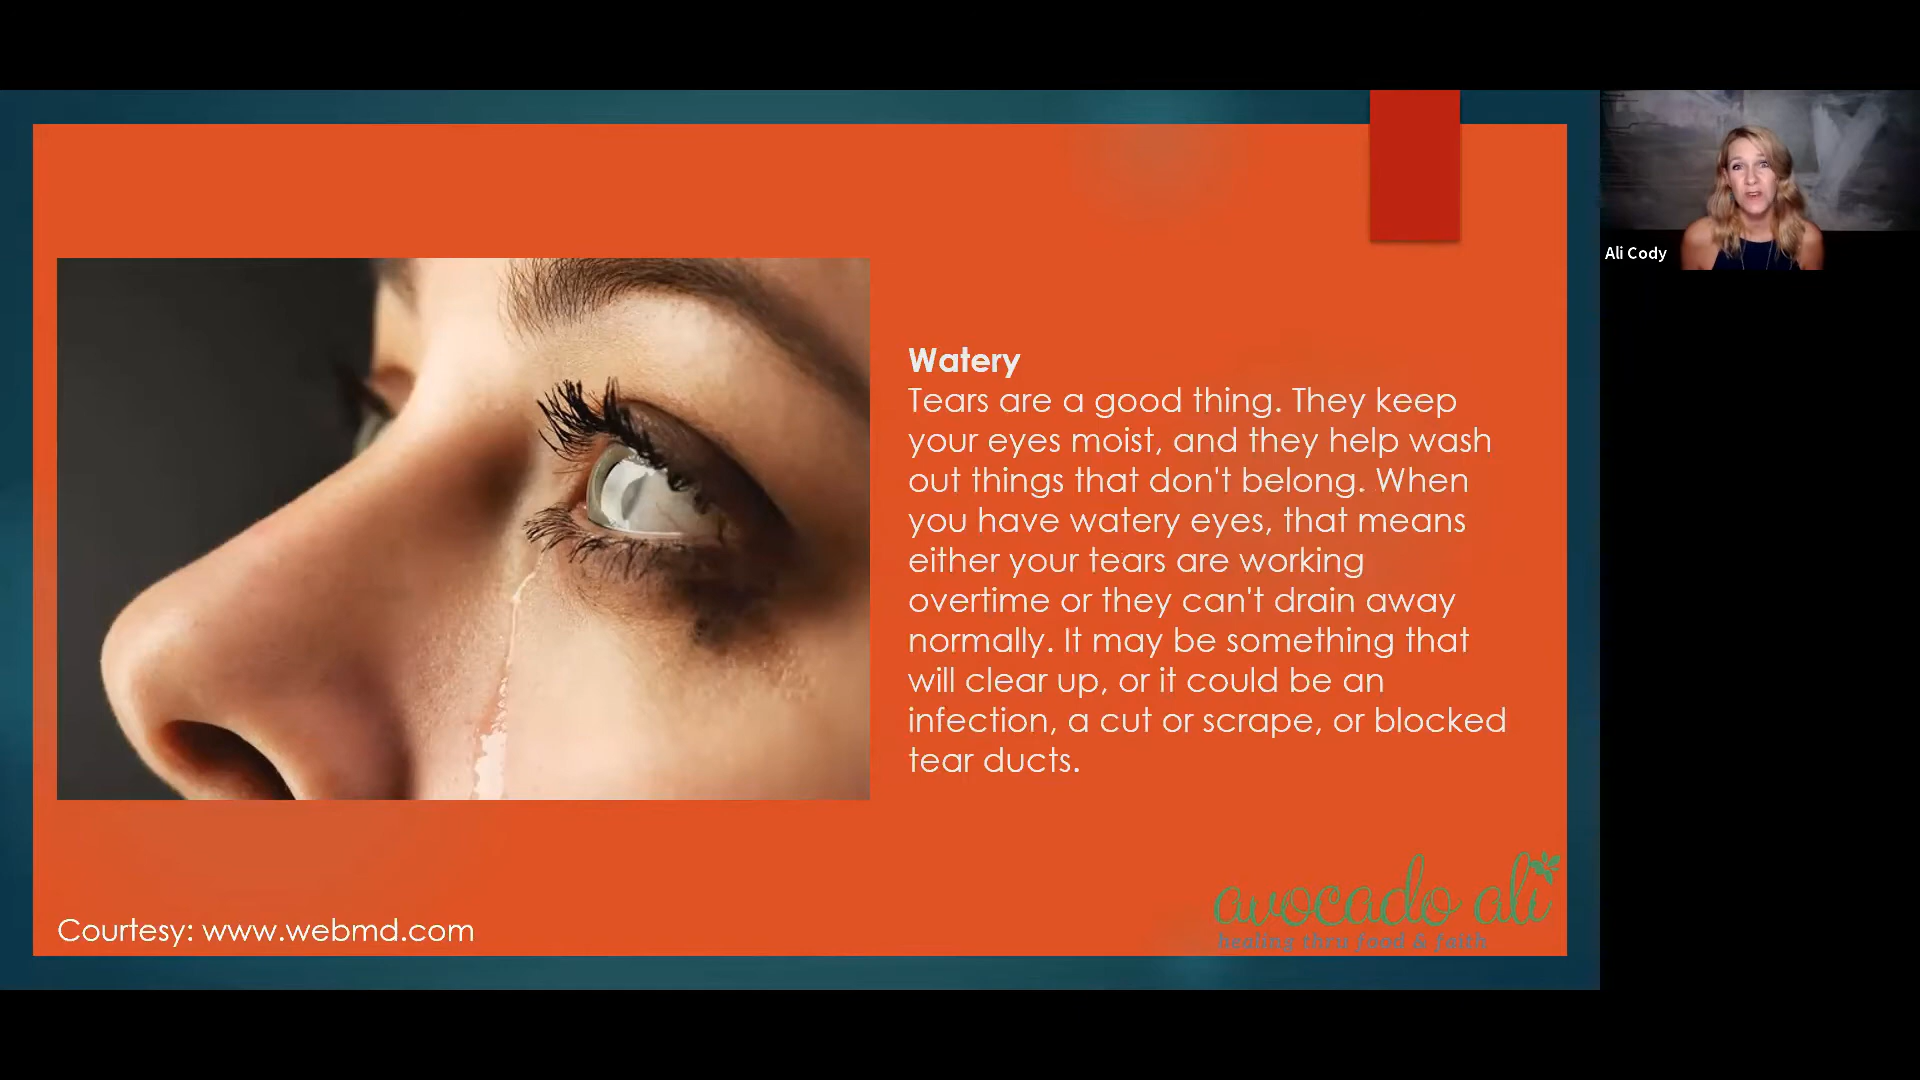 Ali Cody
Watery
Tears are a good thing. They keep
your eyes moist, and they help wash
out things that don't belong. When
you have watery eyes, that means
either your tears are working
overtime or they can't drain away
normally. It may be something that
will clear up, or it could be an
infection, a cut or scrape, or blocked
tear ducts.
Courtesy: www.webmd.com
avocado ali
healing thru food & faith